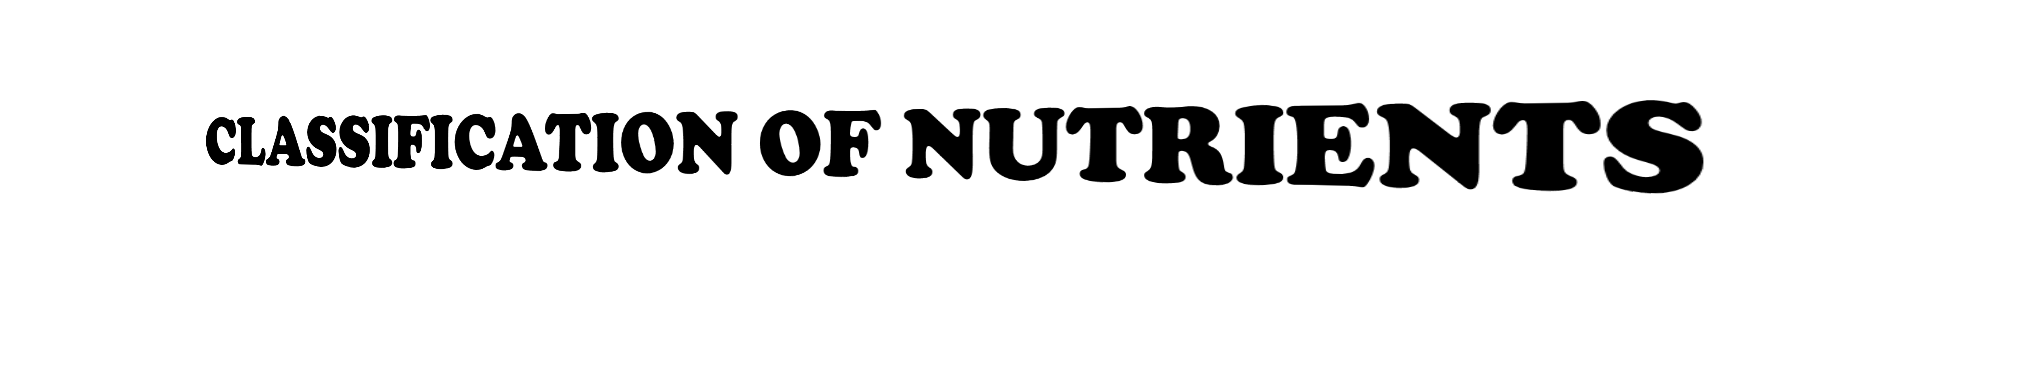 CLASSIFICATION OF NUTRIENTS